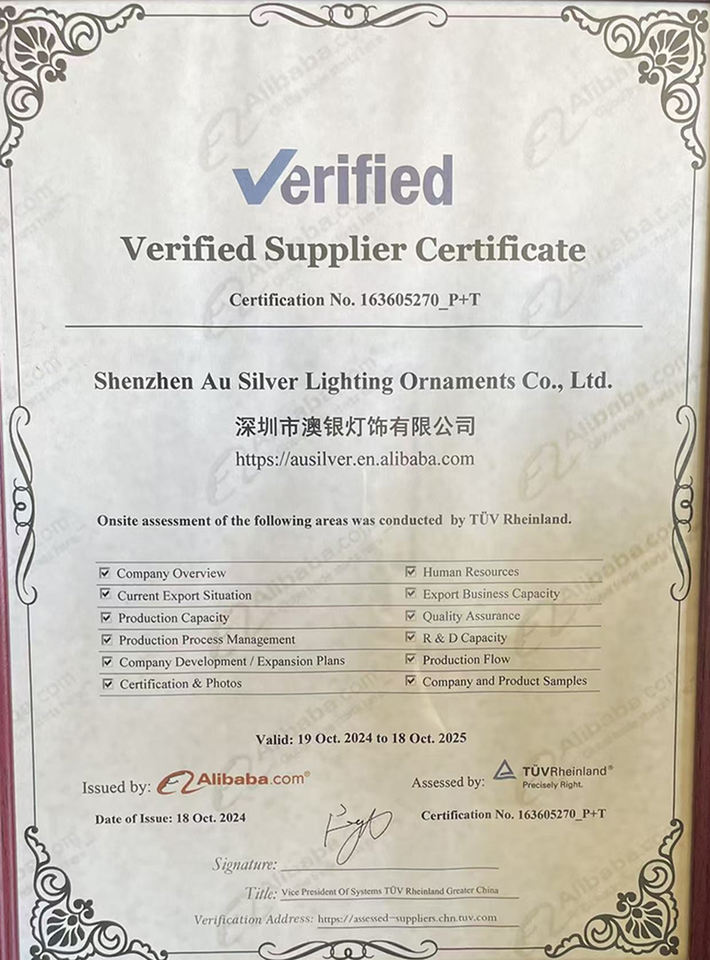 Verified
Verified Supplier Certificate
Certification No. 163605270_P+T
Shenzhen Au Silver Lighting Ornaments Co., Ltd.
深圳市澳银灯饰有限公司
https://ausilver.en.alibaba.com
Onsite assessment of the following areas was conducted by TÜV Rheinland.
Company Overview Human Resources
Current Export Situation Export Business Capacity
Production Capacity Quality Assurance
Production Process Management R & D Capacity
Company Development / Expansion Plans Production Flow
Certification & Photos Company and Product Samples
Valid: 19 Oct. 2024 to 18 Oct. 2025
Issued by: Alibaba.com® Assessed by: TÜVRheinland®
Precisely Right.
Date of Issue: 18 Oct. 2024 Certification No. 163605270_P+T
Signature:
Title: Vice President Of Systems TÜV Rheinland Greater China
Verification Address: https://assessed-suppliers.chn.tuv.com